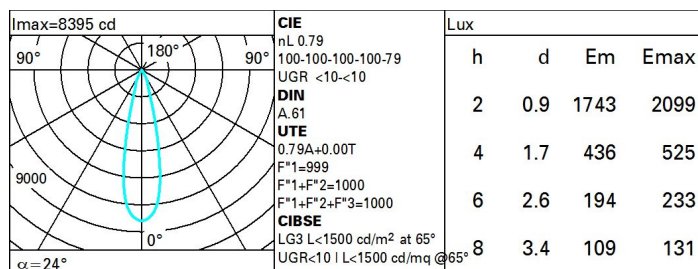 Imax=8395 cd
90°
180°
90°
9000
0°
α=24°
CIE
nL 0.79
100-100-100-100-79
UGR <10-<10
DIN
A.61
UTE
0.79A+0.00T
F"1=999
F"1+F"2=1000
F"1+F"2+F"3=1000
CIBSE
LG3 L<1500 cd/m² at 65°
UGR<10 | L<1500 cd/mq @65°
Lux
h d Em Emax
2 0.9 1743 2099
4 1.7 436 525
6 2.6 194 233
8 3.4 109 131